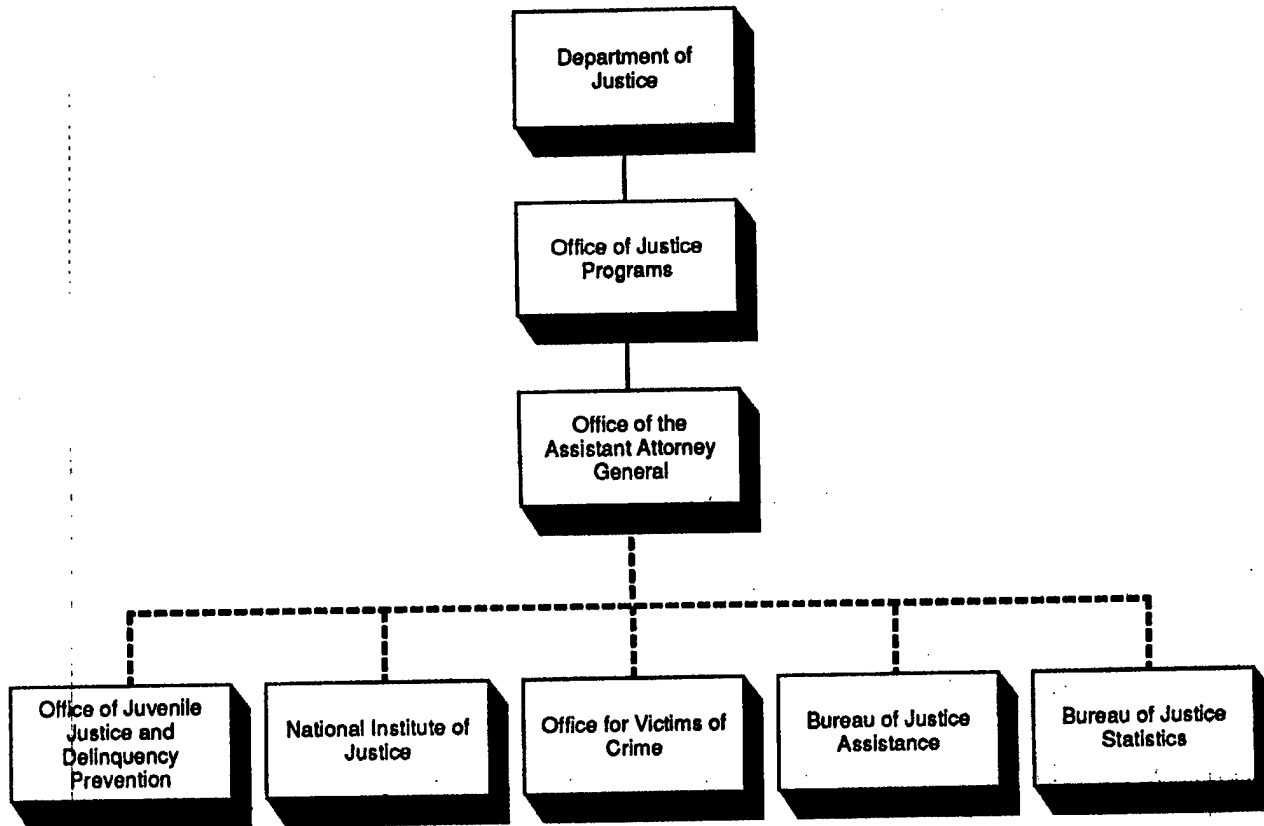 Department of
Justice
Office of Justice
Programs
Office of the
Assistant Attorney
General
Office of Juvenile
Justice and
Delinquency
Prevention
National Institute of
Justice
Office for Victims of
Crime
Bureau of Justice
Assistance
Bureau of Justice
Statistics